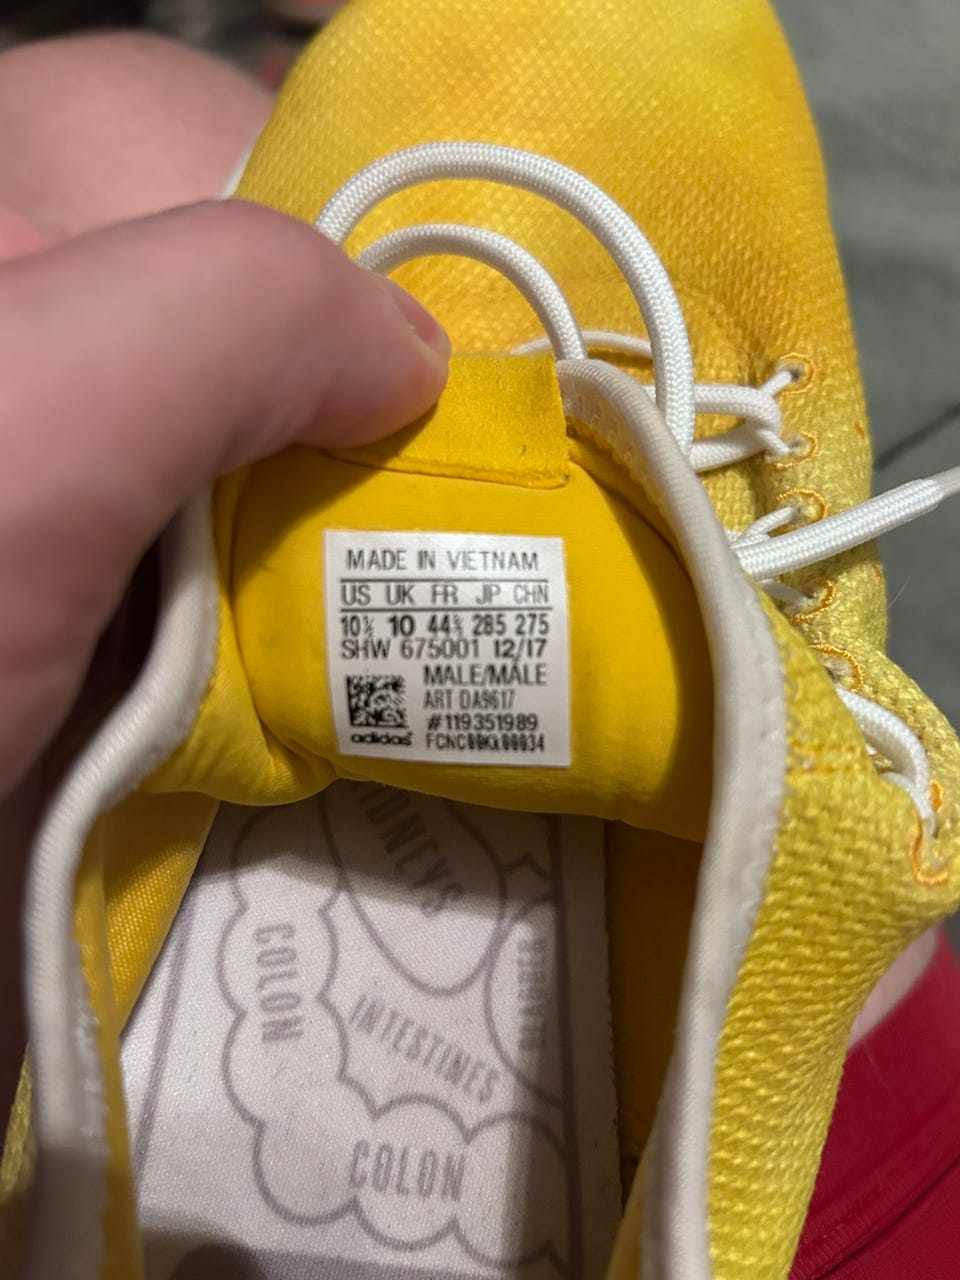 MADE IN VIETNAM
US UK FR JP CHN
10½ 10 44⅔ 285 275
SHW 675001 12/17
MALE/MALE
ART DA9617
#119351989
adidas
KIDNEYS
COLON
BLADDER
INTESTINES
COLON